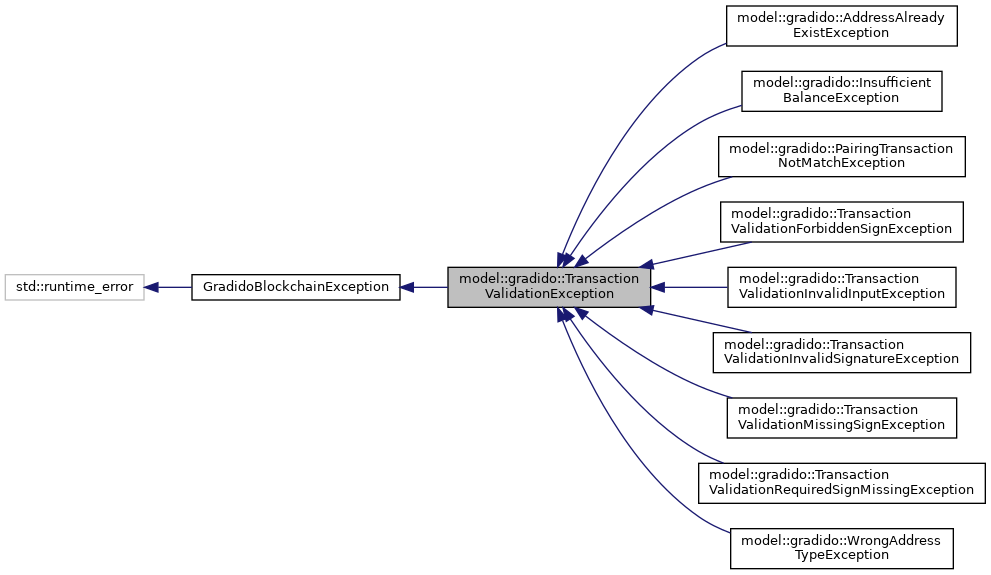 model::gradido::AddressAlready
ExistException
model::gradido::Insufficient
BalanceException
model::gradido::PairingTransaction
NotMatchException
model::gradido::Transaction
ValidationForbiddenSignException
std::runtime_error
GradidoBlockchainException
model::gradido::Transaction
ValidationException
model::gradido::Transaction
ValidationInvalidInputException
model::gradido::Transaction
ValidationInvalidSignatureException
model::gradido::Transaction
ValidationMissingSignException
model::gradido::Transaction
ValidationRequiredSignMissingException
model::gradido::WrongAddress
TypeException